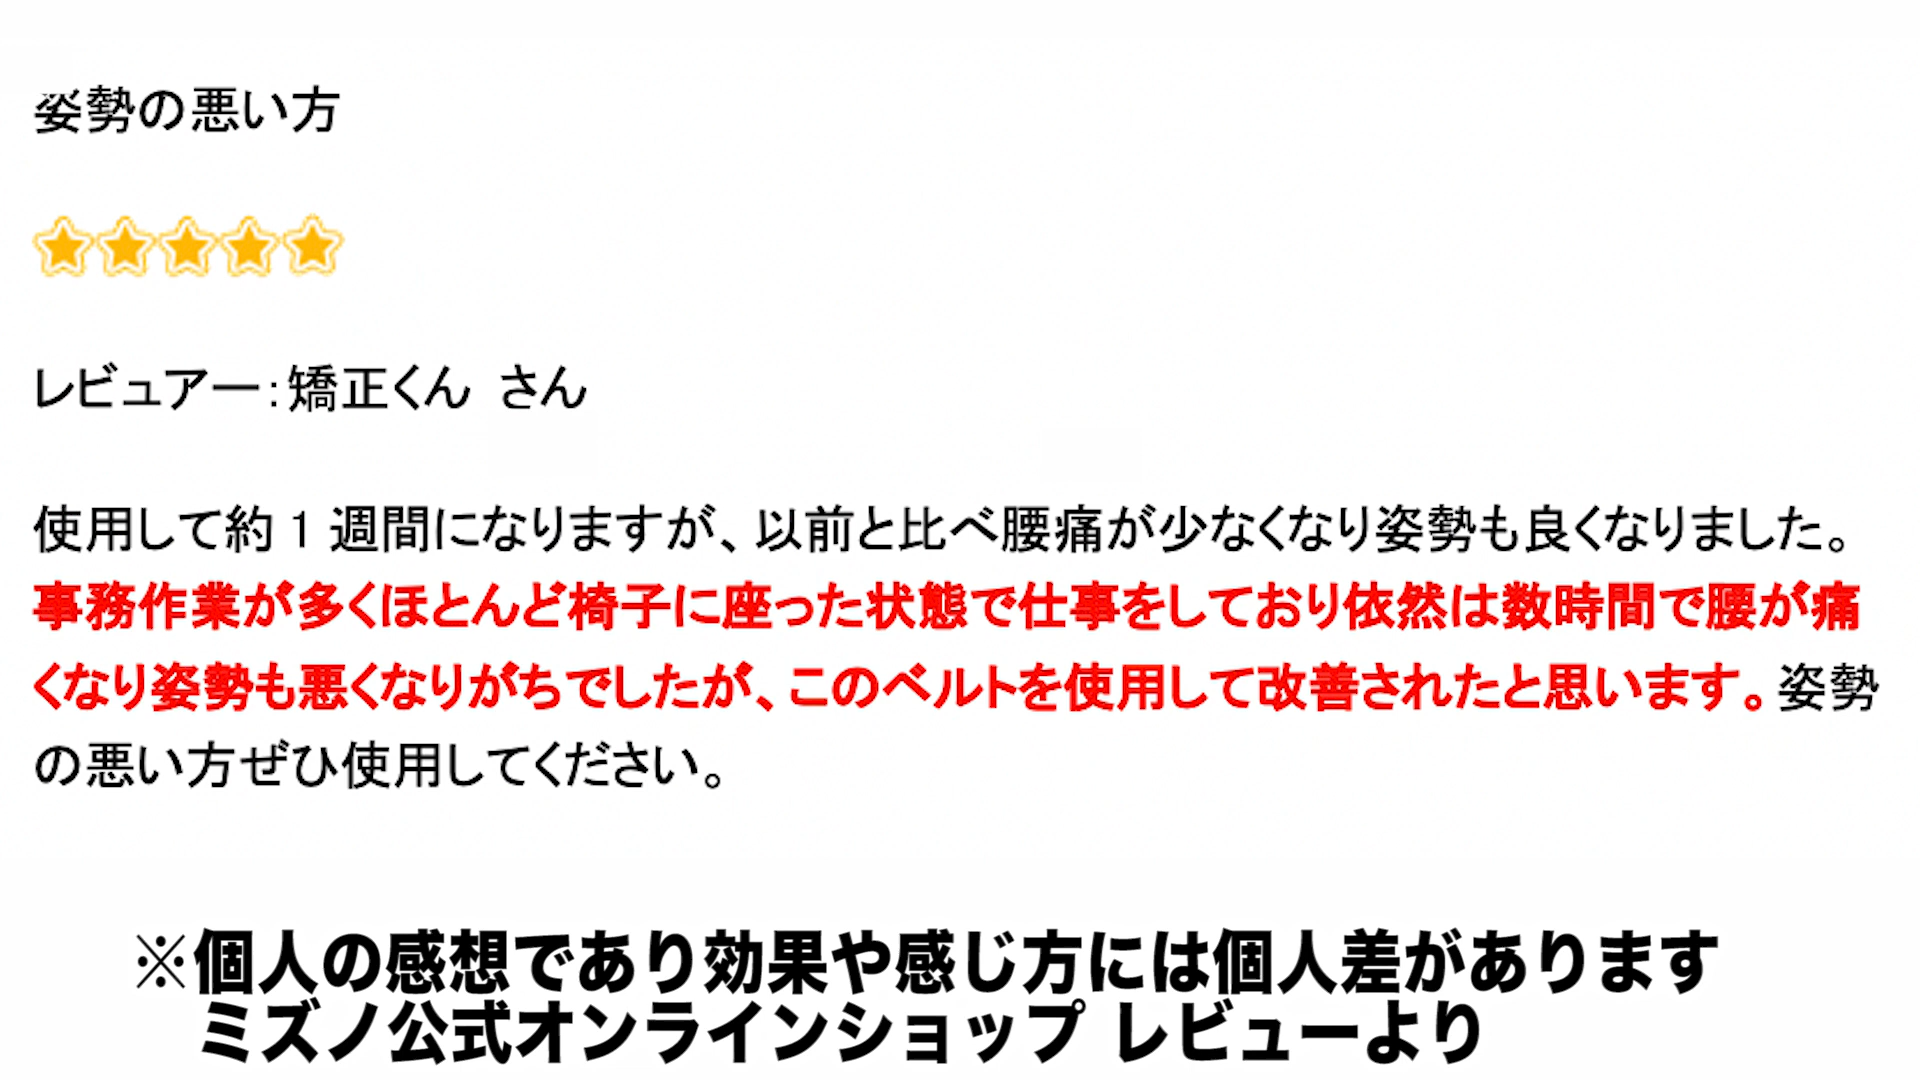 姿勢の悪い方
レビュアー：矯正くん さん
使用して約 1 週間になりますが、以前と比べ腰痛が少なくなり姿勢も良くなりました。
事務作業が多くほとんど椅子に座った状態で仕事をしており依然は数時間で腰が痛
くなり姿勢も悪くなりがちでしたが、このベルトを使用して改善されたと思います。姿勢
の悪い方ぜひ使用してください。
※個人の感想であり効果や感じ方には個人差があります
ミズノ公式オンラインショップ レビューより